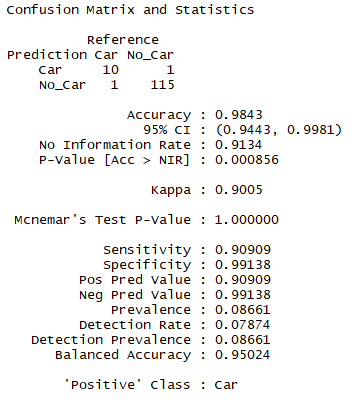 Confusion Matrix and Statistics
Reference
Prediction Car No_Car
Car 10 1
No_Car 1 115
Accuracy : 0.9843
95% CI : (0.9443, 0.9981)
No Information Rate : 0.9134
P-Value [Acc > NIR] : 0.000856
Kappa : 0.9005
Mcnemar's Test P-Value : 1.000000
Sensitivity : 0.90909
Specificity : 0.99138
Pos Pred Value : 0.90909
Neg Pred Value : 0.99138
Prevalence : 0.08661
Detection Rate : 0.07874
Detection Prevalence : 0.08661
Balanced Accuracy : 0.95024
'Positive' Class : Car